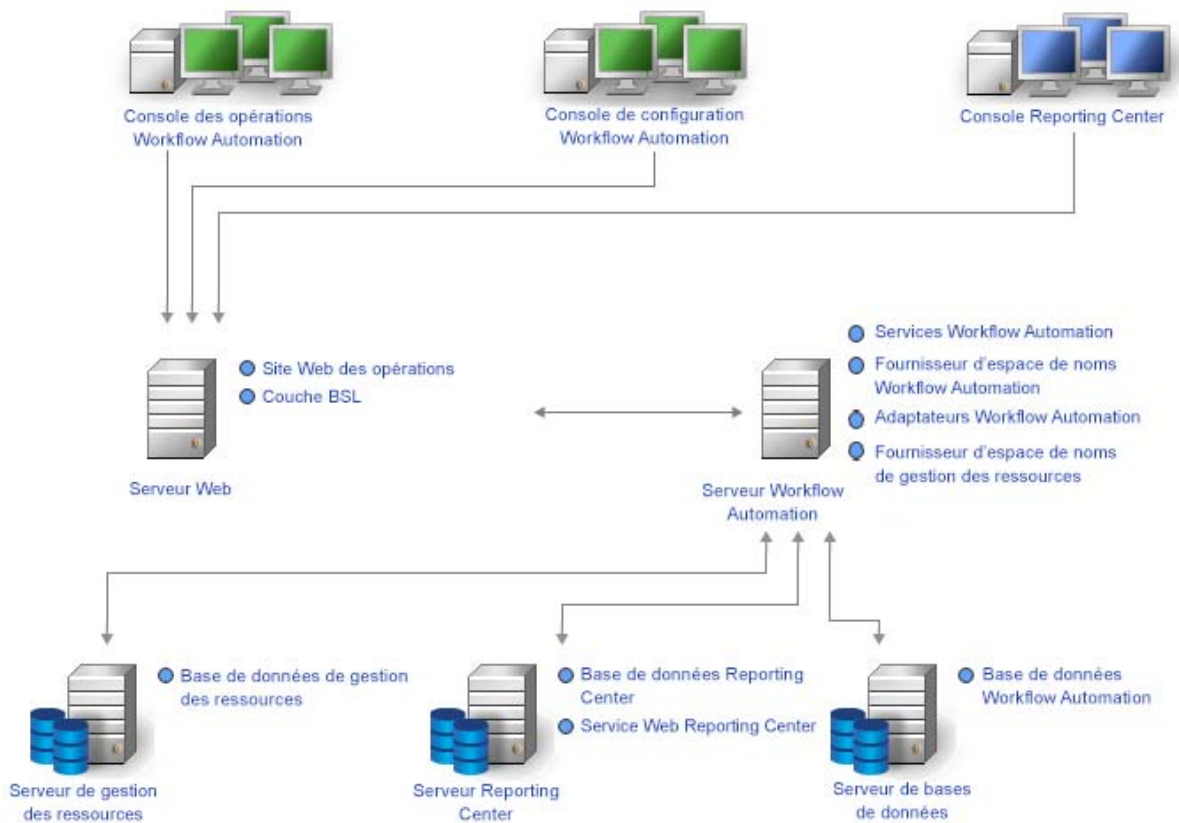 Console des opérations
Workflow Automation
Console de configuration
Workflow Automation
Console Reporting Center
Site Web des opérations
Couche BSL
Serveur Web
Services Workflow Automation
Fournisseur d'espace de noms
Workflow Automation
Adaptateurs Workflow Automation
Fournisseur d'espace de noms
de gestion des ressources
Serveur Workflow
Automation
Base de données de gestion
des ressources
Serveur de gestion
des ressources
Base de données Reporting
Center
Service Web Reporting Center
Serveur Reporting
Center
Base de données
Workflow Automation
Serveur de bases
de données